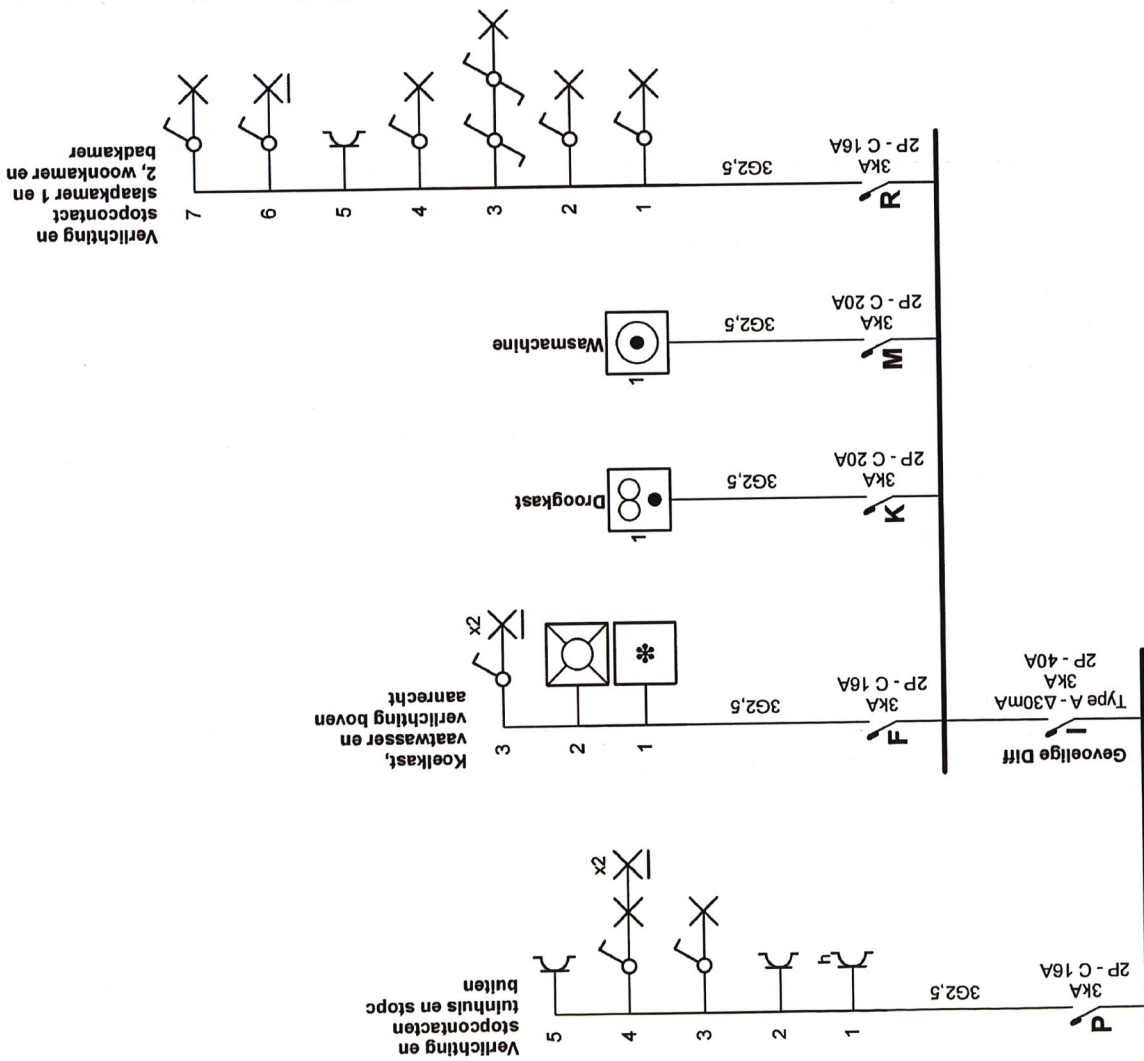 Verlichting en
stopcontact
slaapkamer 1 en
2, woonkamer en
badkamer
7
6
5
4
3
2
1
3G2,5
R
3kA
2P - C 16A
Wasmachine
1
3G2,5
M
3kA
2P - C 20A
Droogkast
1
3G2,5
K
3kA
2P - C 20A
Koelkast,
vaatwasser en
verlichting boven
aanrecht
x2
3
2
1
3G2,5
F
3kA
2P - C 16A
Gevoelige Diff
I
Type A - Δ30mA
3kA
2P - 40A
Verlichting en
stopcontacten
tuinhuis en stopc
buiten
x2
5
4
3
2
h
1
3G2,5
P
3kA
2P - C 16A